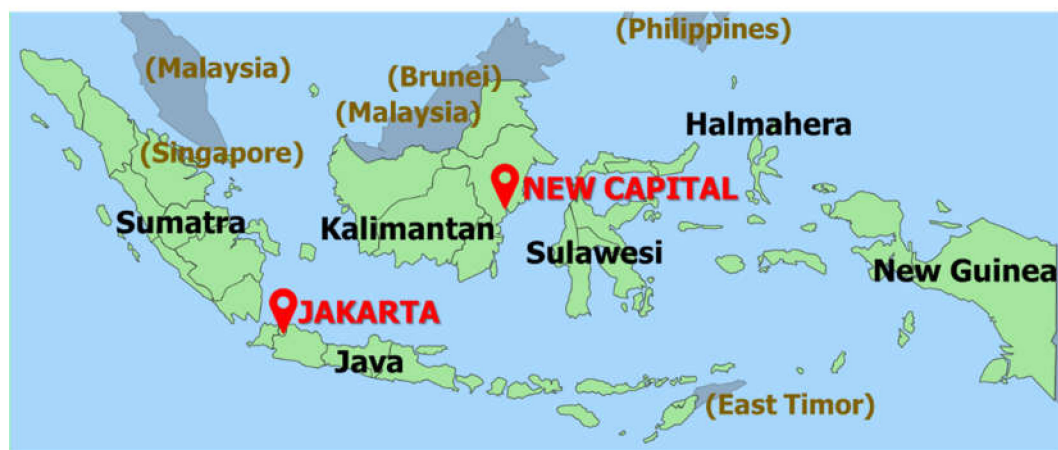 (Philippines)
(Malaysia)
(Brunei)
(Malaysia)
Halmahera
(Singapore)
NEW CAPITAL
Sumatra
Kalimantan
Sulawesi
New Guinea
JAKARTA
Java
(East Timor)